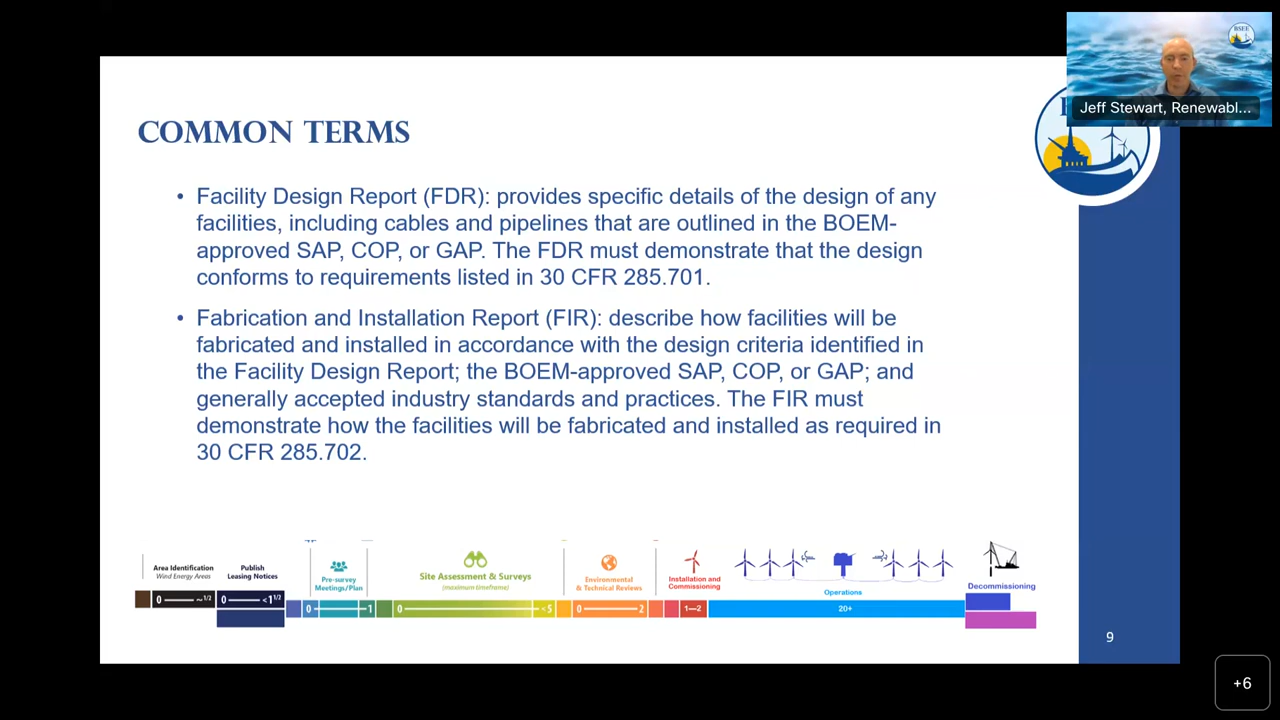 BSEE
Jeff Stewart, Renewabl...
COMMON TERMS
• Facility Design Report (FDR): provides specific details of the design of any
facilities, including cables and pipelines that are outlined in the BOEM-
approved SAP, COP, or GAP. The FDR must demonstrate that the design
conforms to requirements listed in 30 CFR 285.701.
• Fabrication and Installation Report (FIR): describe how facilities will be
fabricated and installed in accordance with the design criteria identified in
the Facility Design Report; the BOEM-approved SAP, COP, or GAP; and
generally accepted industry standards and practices. The FIR must
demonstrate how the facilities will be fabricated and installed as required in
30 CFR 285.702.
Area Identification
Wind Energy Areas
0 ~1/2
Publish
Leasing Notices
0 <1 1/2
Pre-survey
Meetings/Plan
0 1
Site Assessment & Surveys
(maximum timeframe)
0 <5
Environmental
& Technical Reviews
0 2
Installation and
Commissioning
1—2
Operations
20+
Decommissioning
9
+6